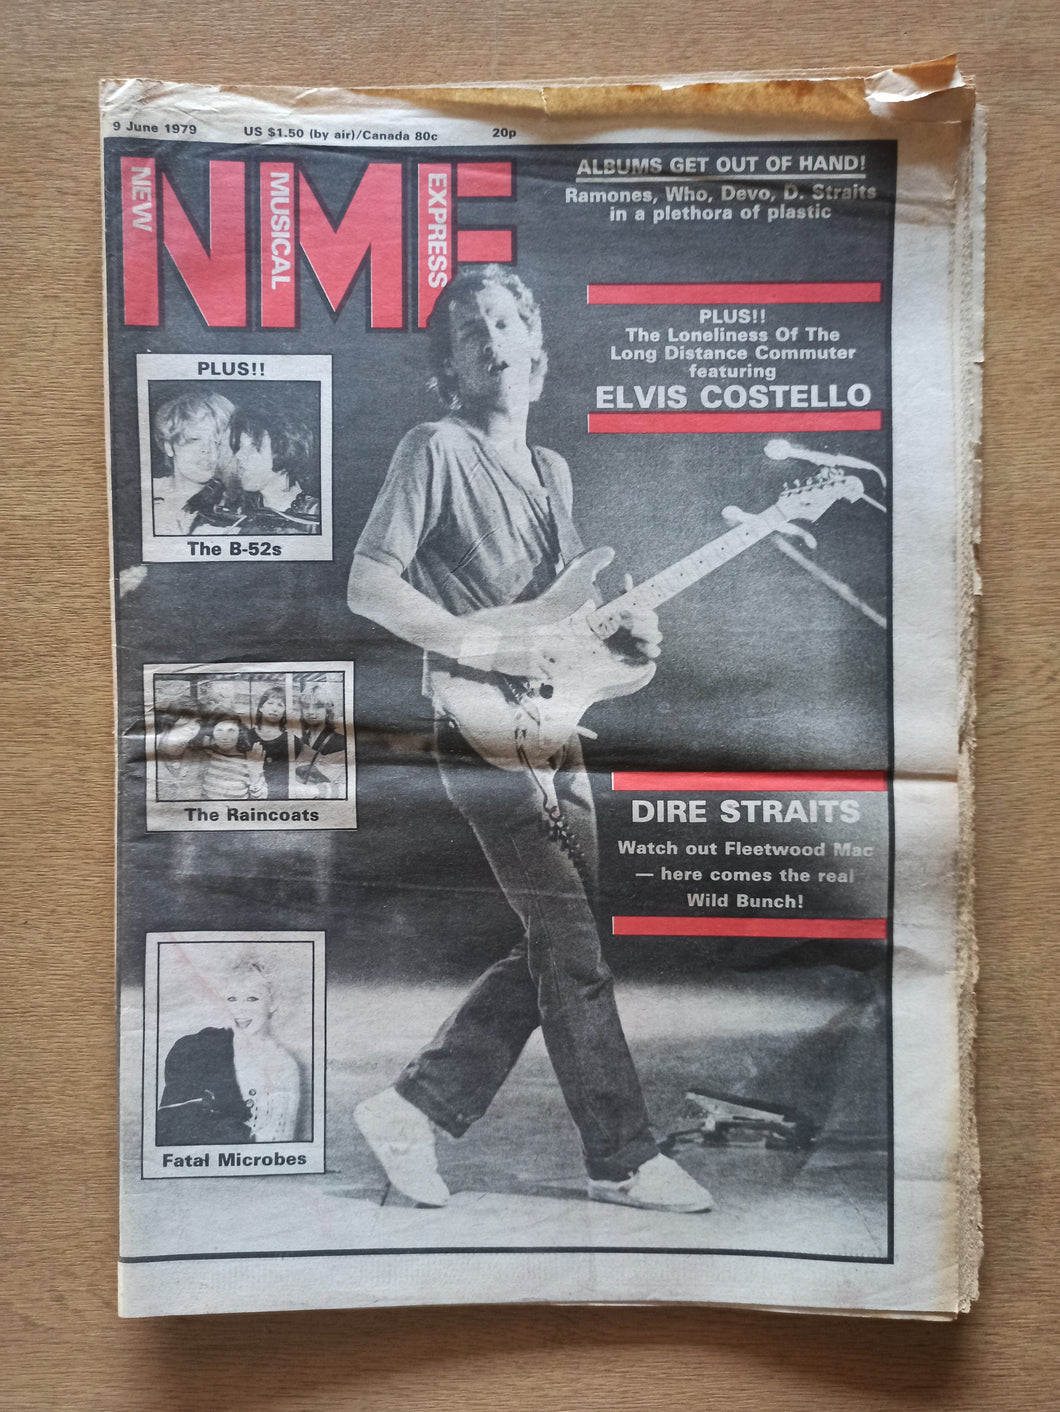 9 June 1979 US $1.50 (by air)/Canada 80c 20p
NME
NEW MUSICAL EXPRESS
ALBUMS GET OUT OF HAND!
Ramones, Who, Devo, D. Straits
in a plethora of plastic
PLUS!!
The Loneliness Of The
Long Distance Commuter
featuring
ELVIS COSTELLO
PLUS!!
The B-52s
The Raincoats
DIRE STRAITS
Watch out Fleetwood Mac
— here comes the real
Wild Bunch!
Fatal Microbes